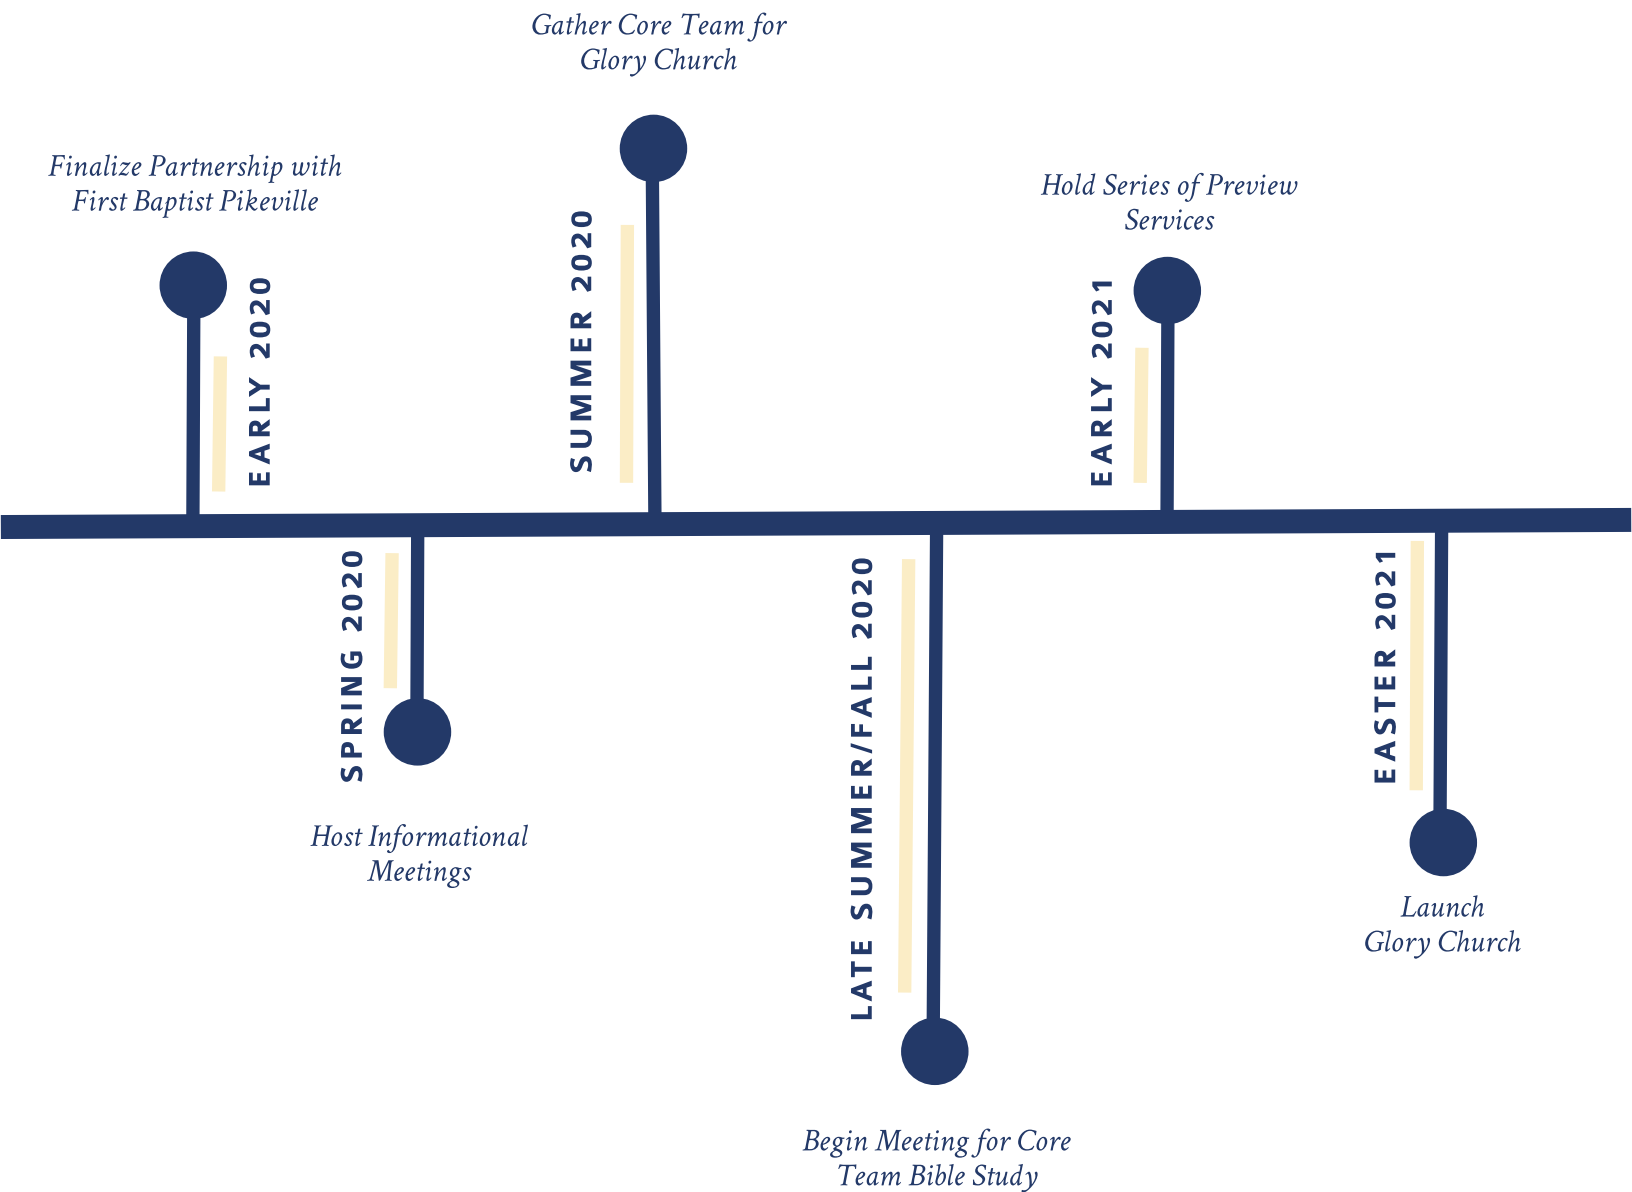 Finalize Partnership with
First Baptist Pikeville
EARLY 2020
SPRING 2020
Host Informational
Meetings
Gather Core Team for
Glory Church
SUMMER 2020
LATE SUMMER/FALL 2020
Begin Meeting for Core
Team Bible Study
Hold Series of Preview
Services
EARLY 2021
EASTER 2021
Launch
Glory Church